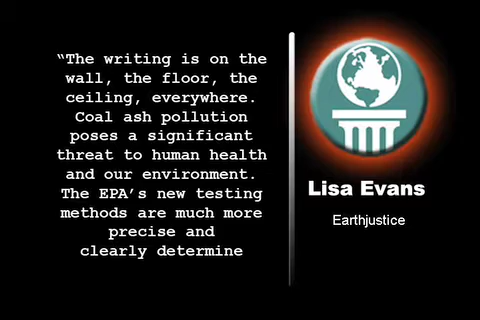 “The writing is on the
wall, the floor, the
ceiling, everywhere.
Coal ash pollution
poses a significant
threat to human health
and our environment.
The EPA’s new testing
methods are much more
precise and
clearly determine
Lisa Evans
Earthjustice